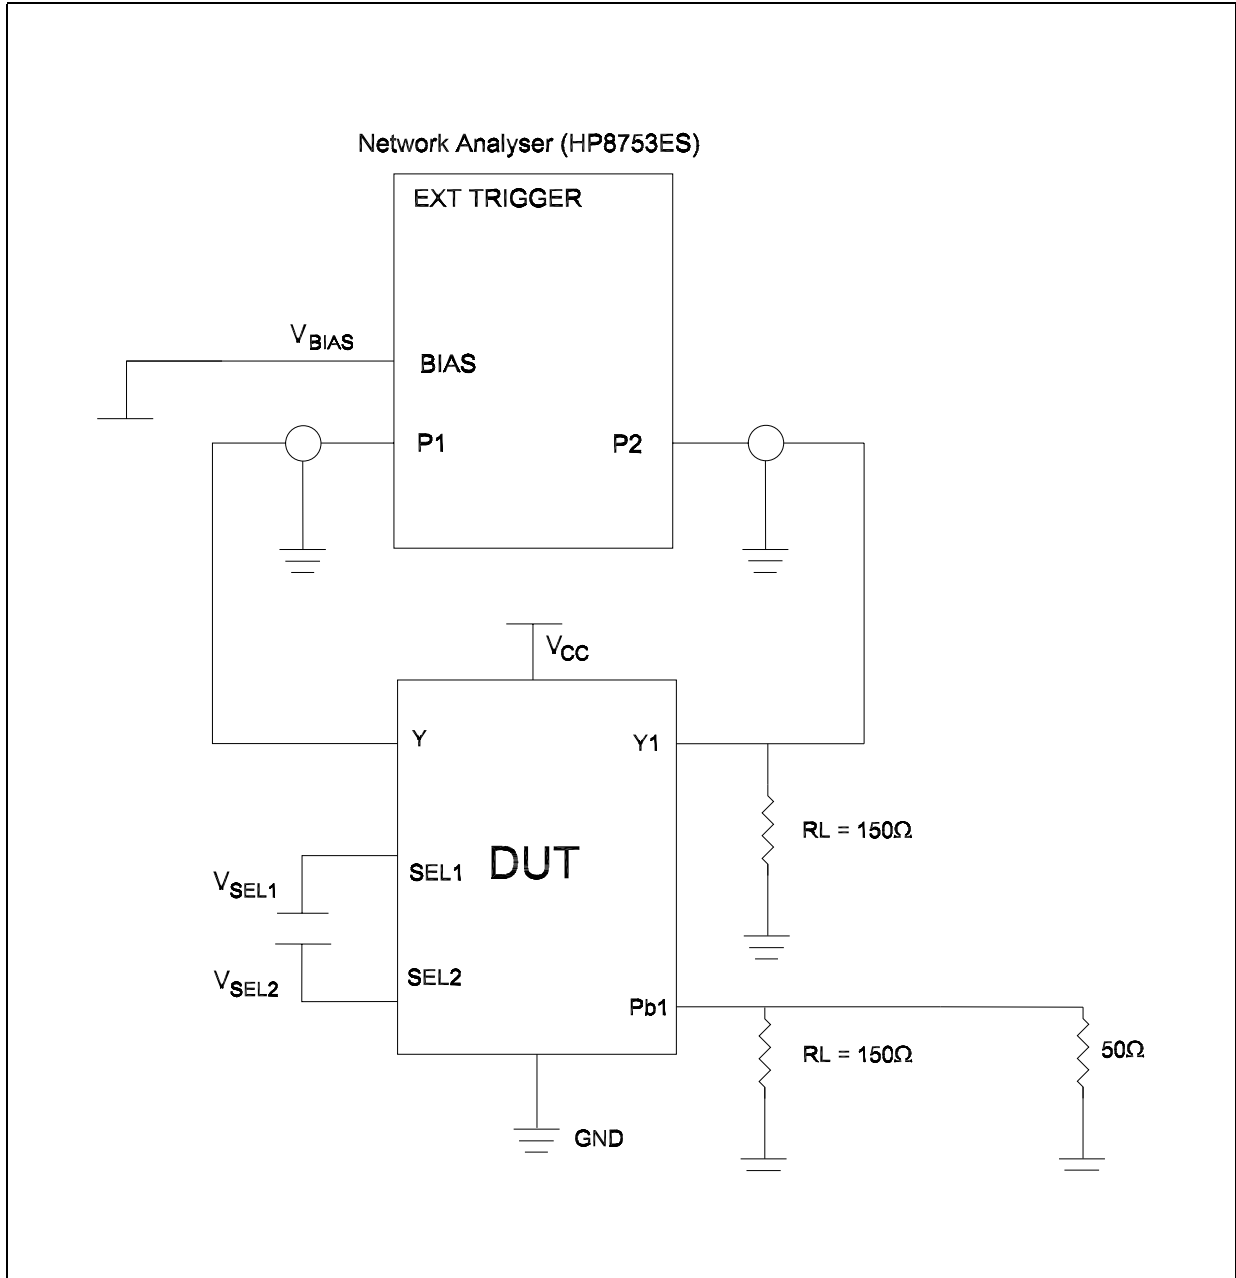 Network Analyser (HP8753ES)
EXT TRIGGER
VBIAS
BIAS
P1
P2
VCC
Y
Y1
RL = 150Ω
DUT
SEL1
VSEL1
SEL2
VSEL2
Pb1
RL = 150Ω
50Ω
GND